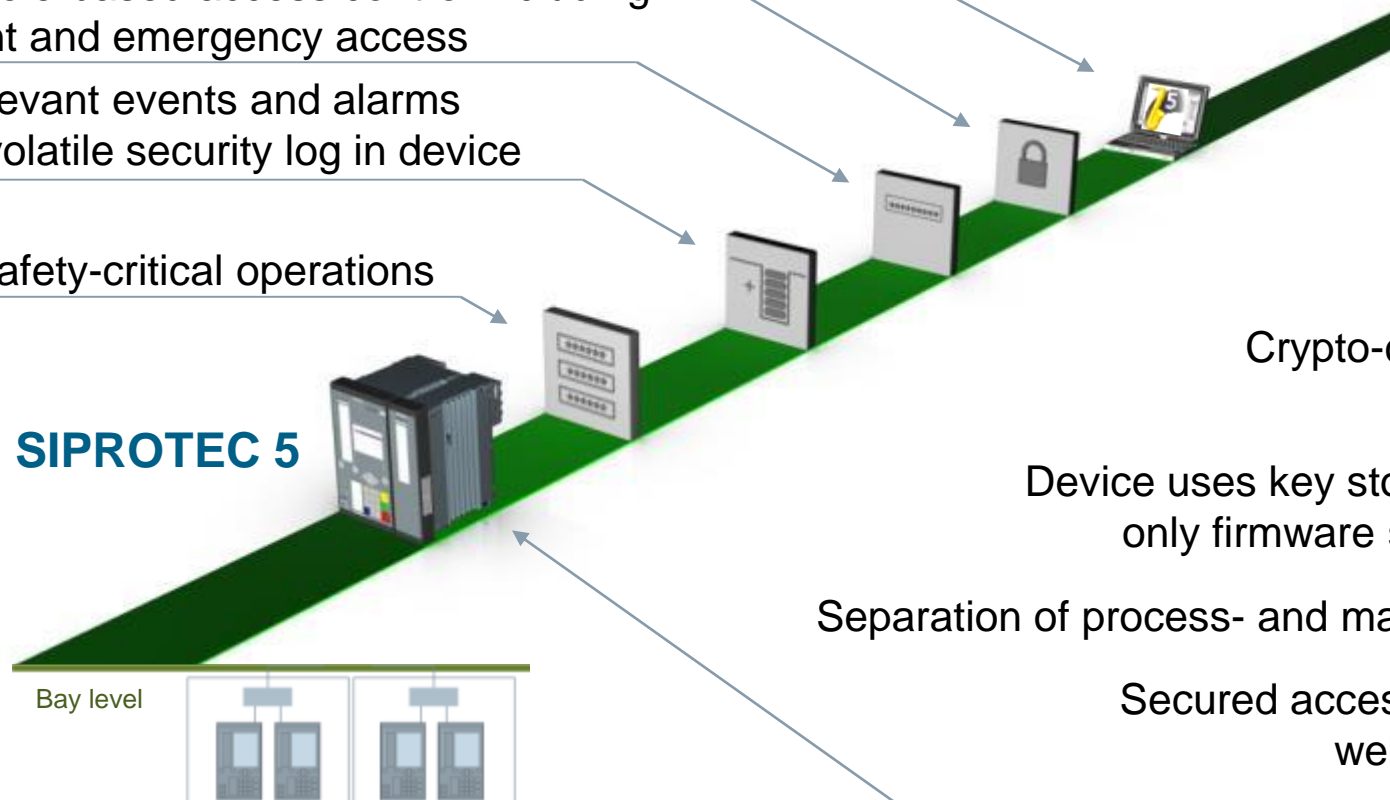 nt and emergency access
evant events and alarms
volatile security log in device
afety-critical operations
SIPROTEC 5
Crypto-
Device uses key sto
only firmware
Separation of process- and ma
Secured acces
we
Bay level
5